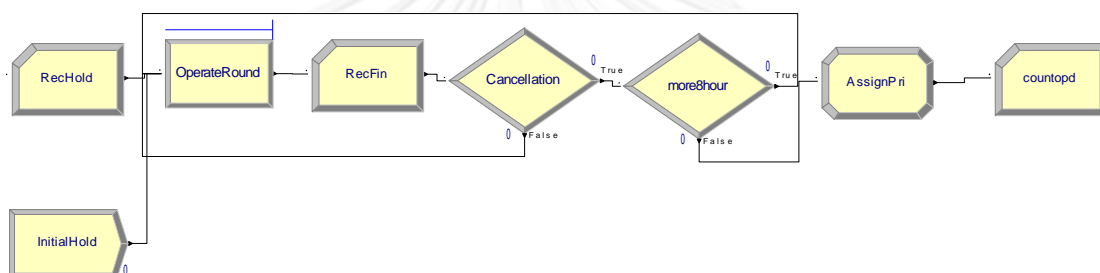 RecHold
OperateRound
RecFin
Cancellation
0
True
0
False
more8hour
0
True
0
False
AssignPri
countopd
InitialHold
0